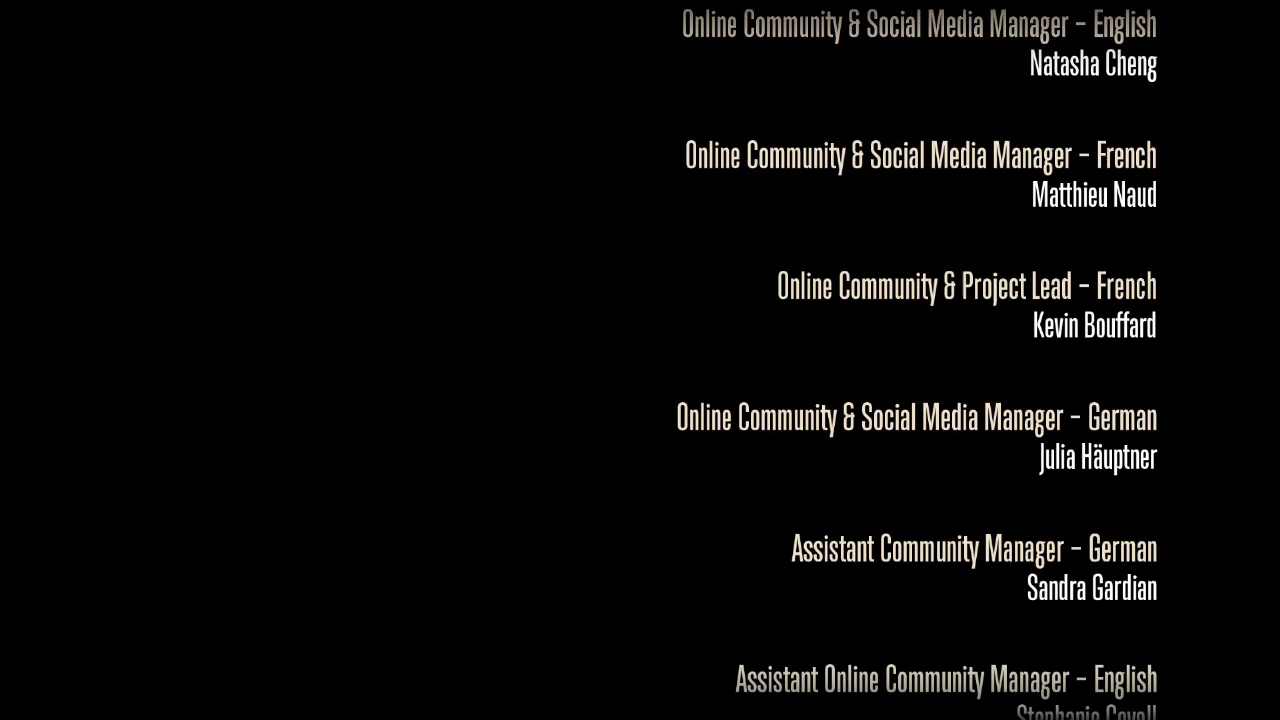 Online Community & Social Media Manager – English
Natasha Cheng
Online Community & Social Media Manager – French
Matthieu Naud
Online Community & Project Lead – French
Kevin Bouffard
Online Community & Social Media Manager – German
Julia Häuptner
Assistant Community Manager – German
Sandra Gardian
Assistant Online Community Manager – English
Stephanie